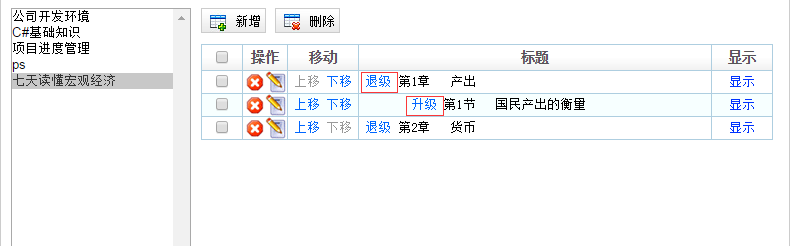 公司开发环境
C#基础知识
项目进度管理
ps
七天读懂宏观经济
新增 删除
操作 移动 标题 显示
上移 下移 退级 第1章 产出 显示
上移 下移 升级 第1节 国民产出的衡量 显示
上移 下移 退级 第2章 货币 显示